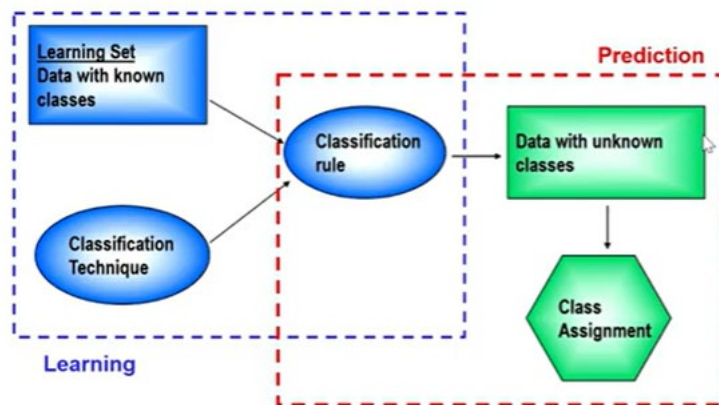 Learning Set
Data with known
classes
Prediction
Classification
rule
Data with unknown
classes
Classification
Technique
Class
Assignment
Learning